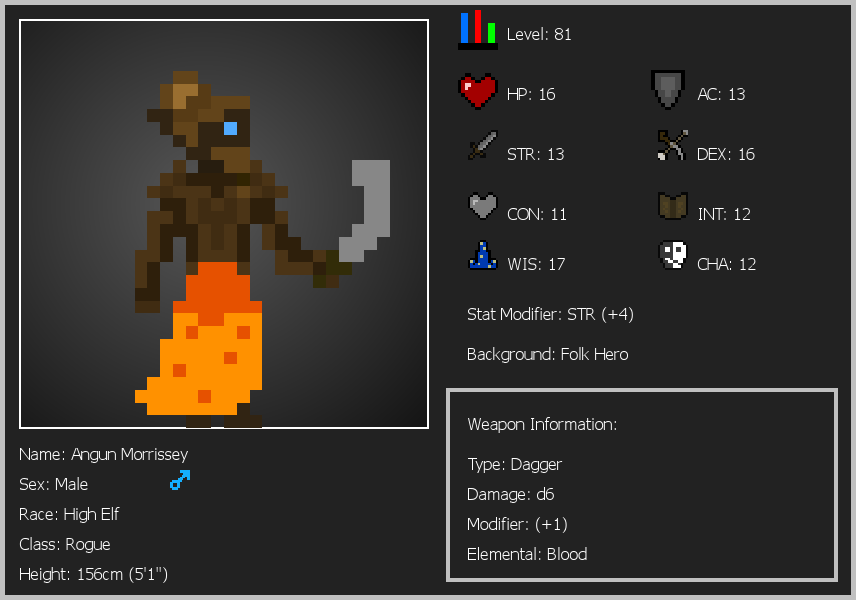 Level: 81
HP: 16
AC: 13
STR: 13
DEX: 16
CON: 11
INT: 12
WIS: 17
CHA: 12
Stat Modifier: STR (+4)
Background: Folk Hero
Weapon Information:
Type: Dagger
Damage: d6
Modifier: (+1)
Elemental: Blood
Name: Angun Morrissey
Sex: Male
Race: High Elf
Class: Rogue
Height: 156cm (5'1")